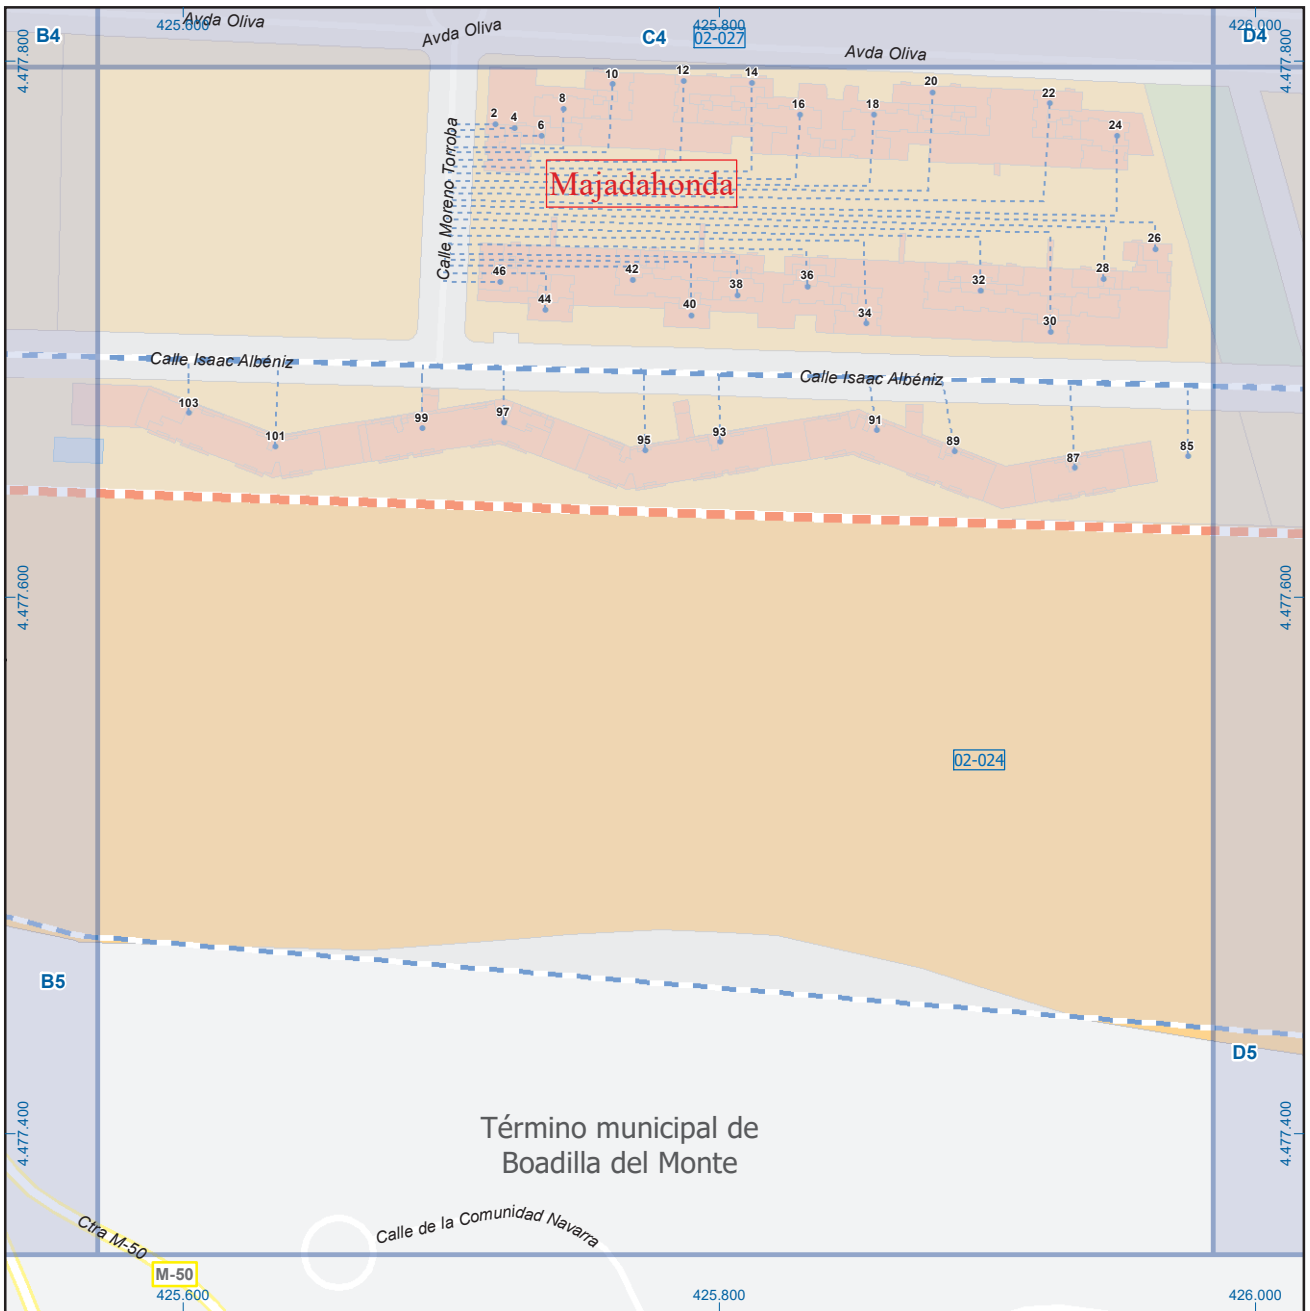 Avda Oliva
425.600
Avda Oliva
425.800
426.000
B4
C4
02-027
D4
Avda Oliva
4.477.800
4.477.800
2
4
6
8
10
12
14
16
18
20
22
24
Calle Moreno Torroba
Majadahonda
26
46
44
42
40
38
36
34
32
30
28
Calle Isaac Albéniz
Calle Isaac Albéniz
103
101
99
97
95
93
91
89
87
85
4.477.600
4.477.600
02-024
B5
D5
4.477.400
4.477.400
Término municipal de
Boadilla del Monte
Ctra M-50
Calle de la Comunidad Navarra
M-50
425.600
425.800
426.000